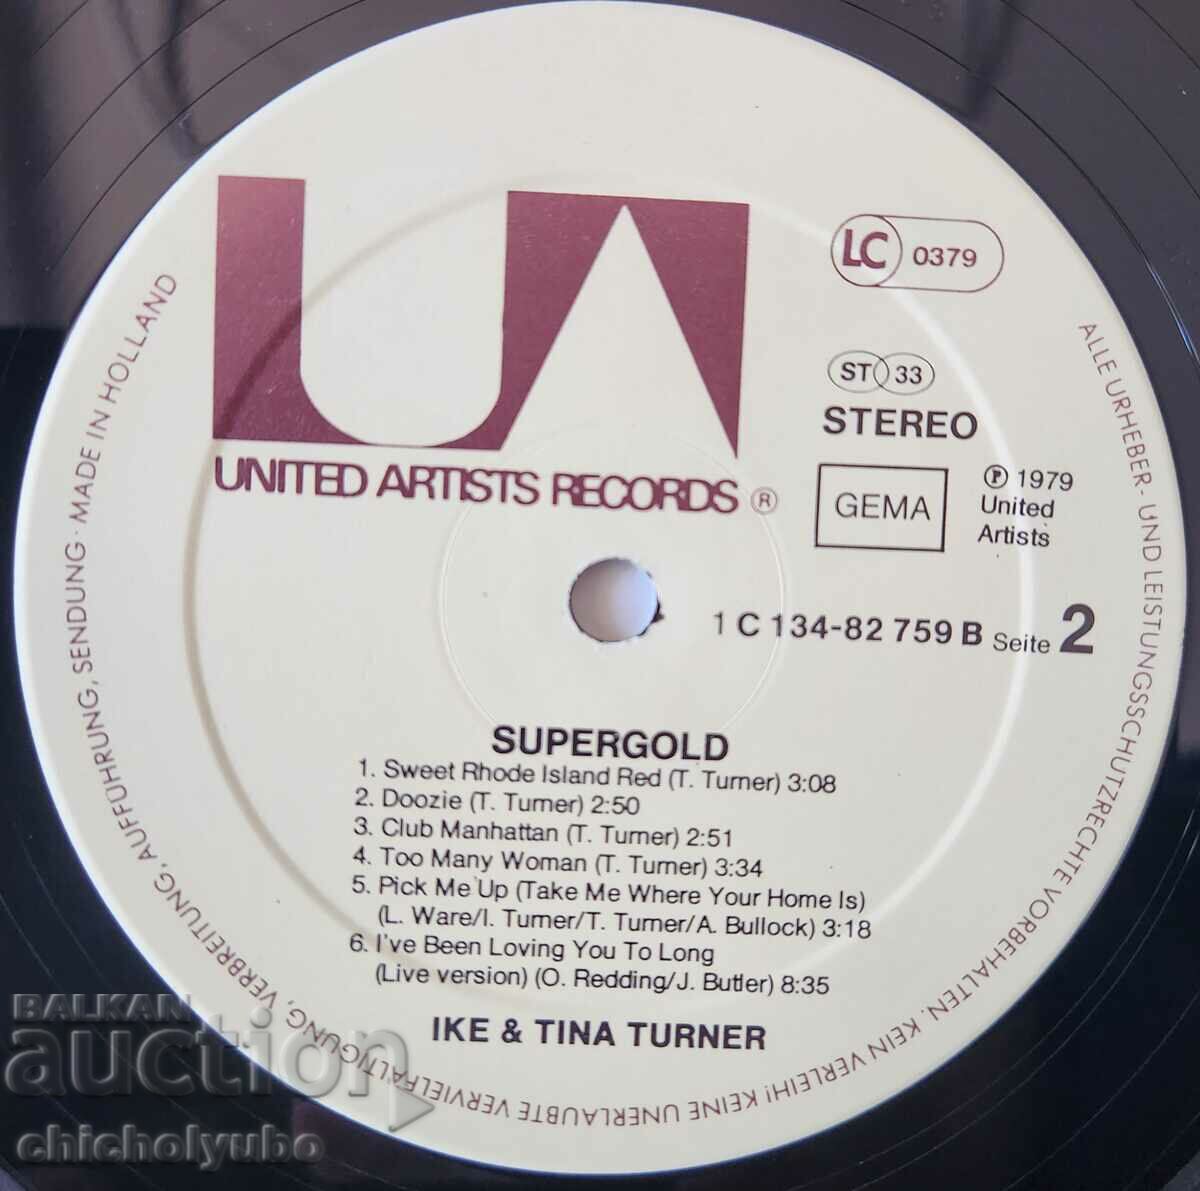 UNITED ARTISTS RECORDS ®
LC 0379
ST 33
STEREO
GEMA
℗ 1979
United
Artists
1 C 134-82 759 B Seite 2
SUPERGOLD
1. Sweet Rhode Island Red (T. Turner) 3:08
2. Doozie (T. Turner) 2:50
3. Club Manhattan (T. Turner) 2:51
4. Too Many Woman (T. Turner) 3:34
5. Pick Me Up (Take Me Where Your Home Is)
(L. Ware/I. Turner/T. Turner/A. Bullock) 3:18
6. I've Been Loving You To Long
(Live version) (O. Redding/J. Butler) 8:35
IKE & TINA TURNER
ALLE URHEBER- UND LEISTUNGSSCHUTZRECHTE VORBEHALTEN. KEIN VERLEIH! KEINE UNERLAUBTE VERVIELFÄLTIGUNG, VERBREITUNG, AUFFÜHRUNG, SENDUNG · MADE IN HOLLAND
BALKAN
auction
chicholyubo